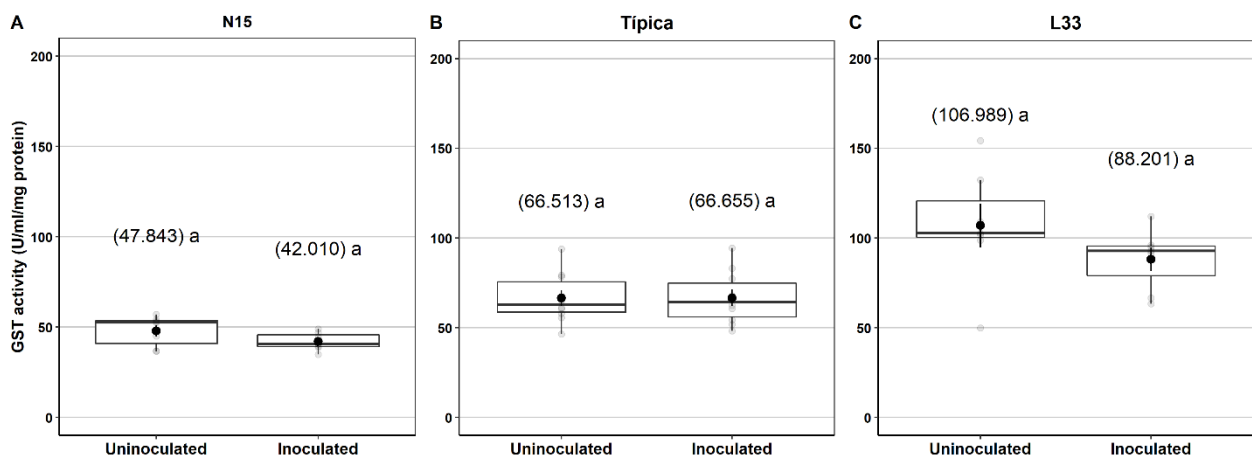 A
N15
B
Típica
C
L33
GST activity (U/ml/mg protein)
200
150
100
50
0
(47.843) a
(42.010) a
Uninoculated
Inoculated
200
150
100
50
0
(66.513) a
(66.655) a
Uninoculated
Inoculated
200
150
100
50
0
(106.989) a
(88.201) a
Uninoculated
Inoculated